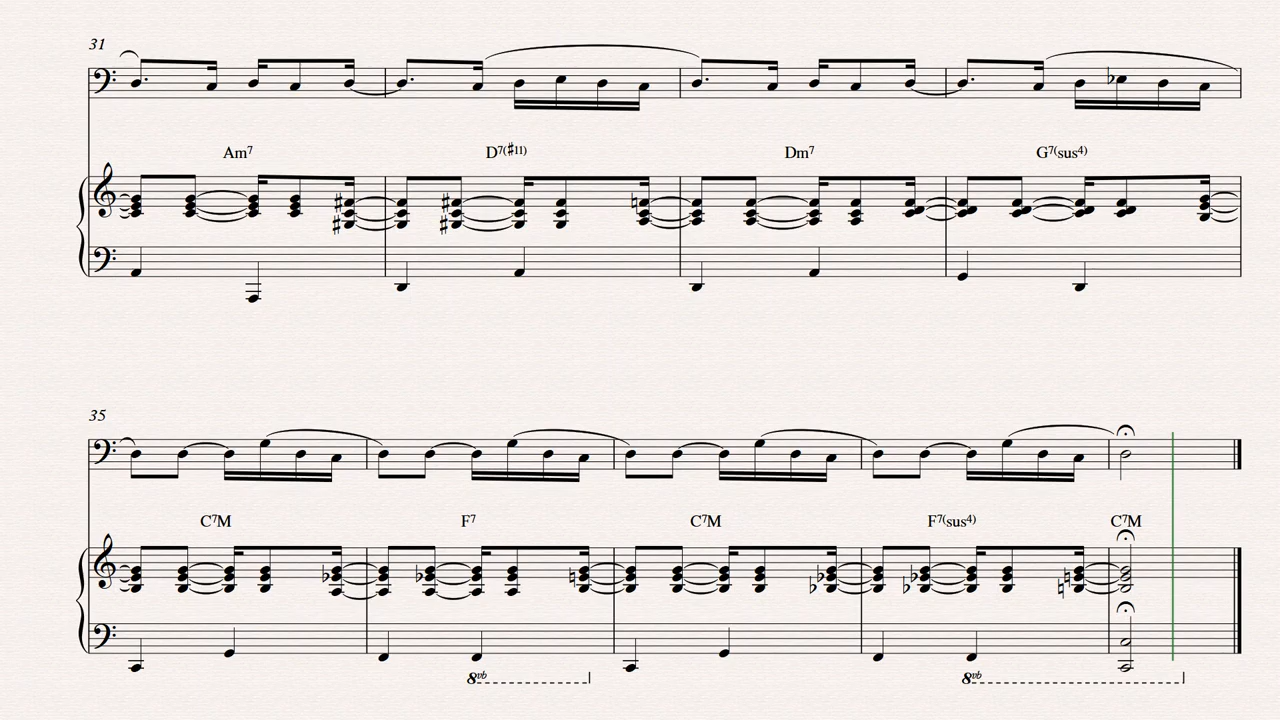 31
Am7 D7(♯11) Dm7 G7(sus4)
35
C7M F7 C7M F7(sus4) C7M
8vb 8vb